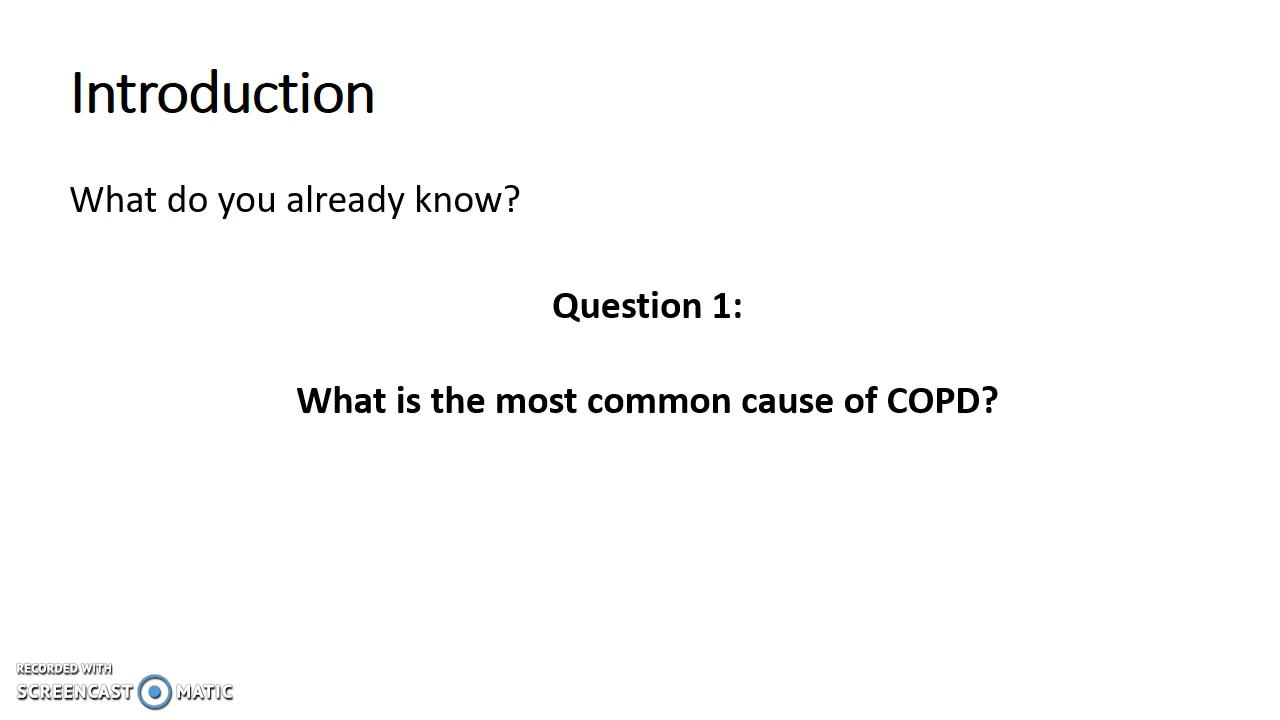 Introduction
What do you already know?
Question 1:
What is the most common cause of COPD?
RECORDED WITH
SCREENCAST MATIC